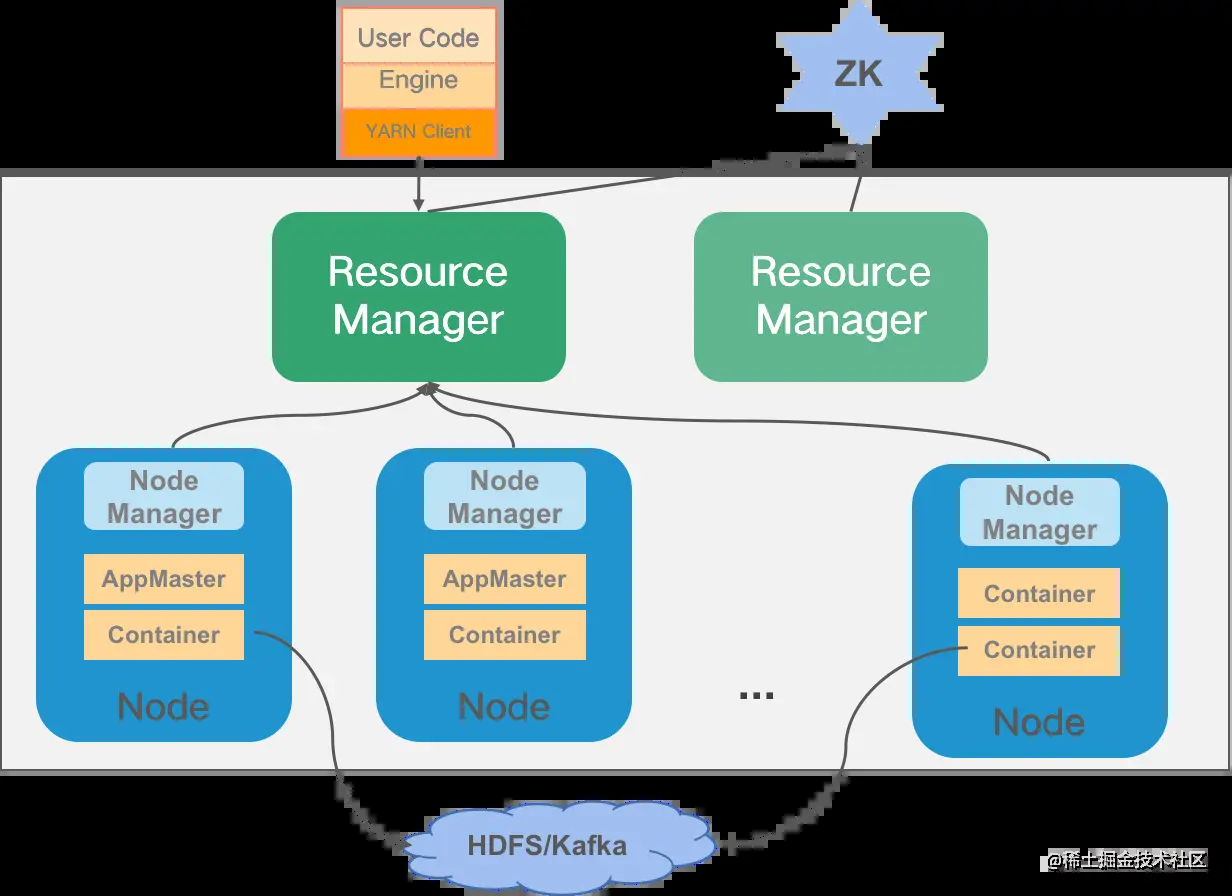 User Code
Engine
YARN Client
ZK
Resource
Manager
Resource
Manager
Node
Manager
AppMaster
Container
Node
Node
Manager
AppMaster
Container
Node
...
Node
Manager
Container
Container
Node
HDFS/Kafka
@稀土掘金技术社区